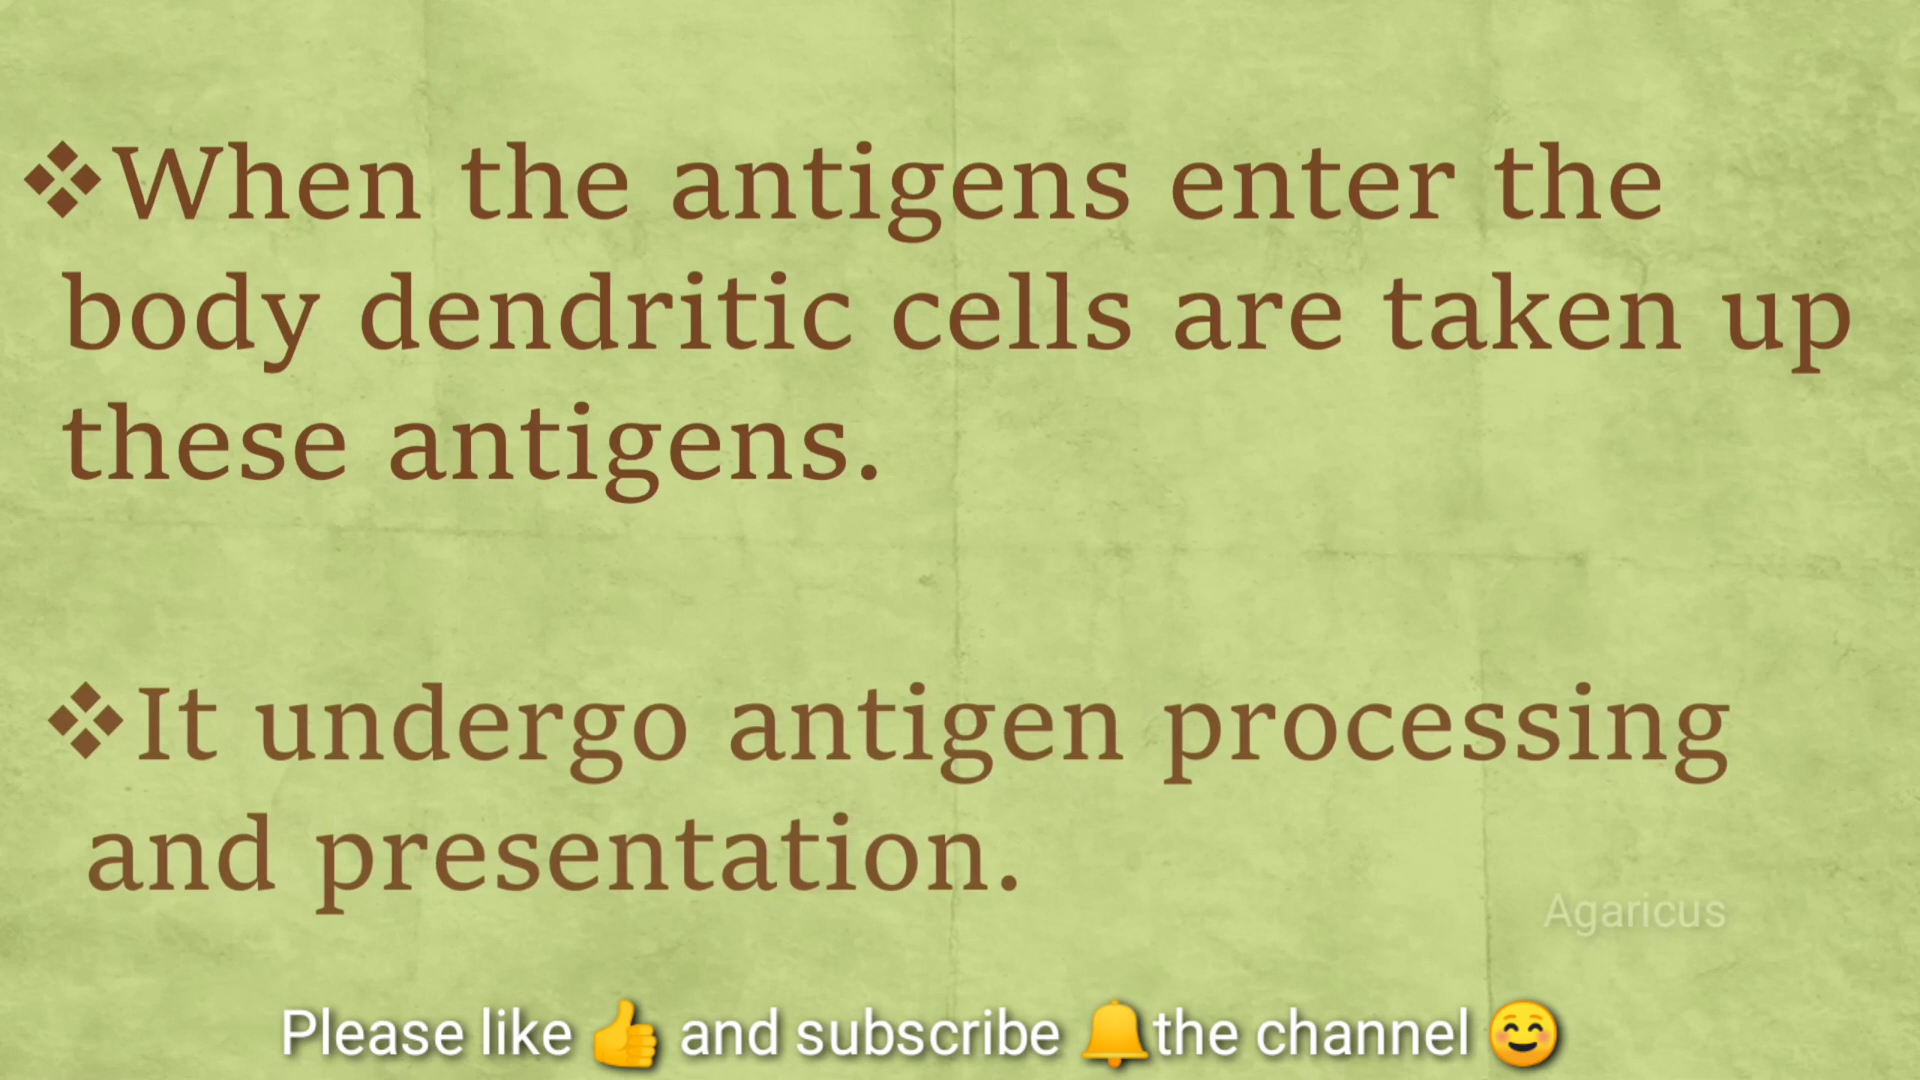 ❖When the antigens enter the
body dendritic cells are taken up
these antigens.
❖It undergo antigen processing
and presentation.
Agaricus
Please like 👍 and subscribe 🔔the channel 😊